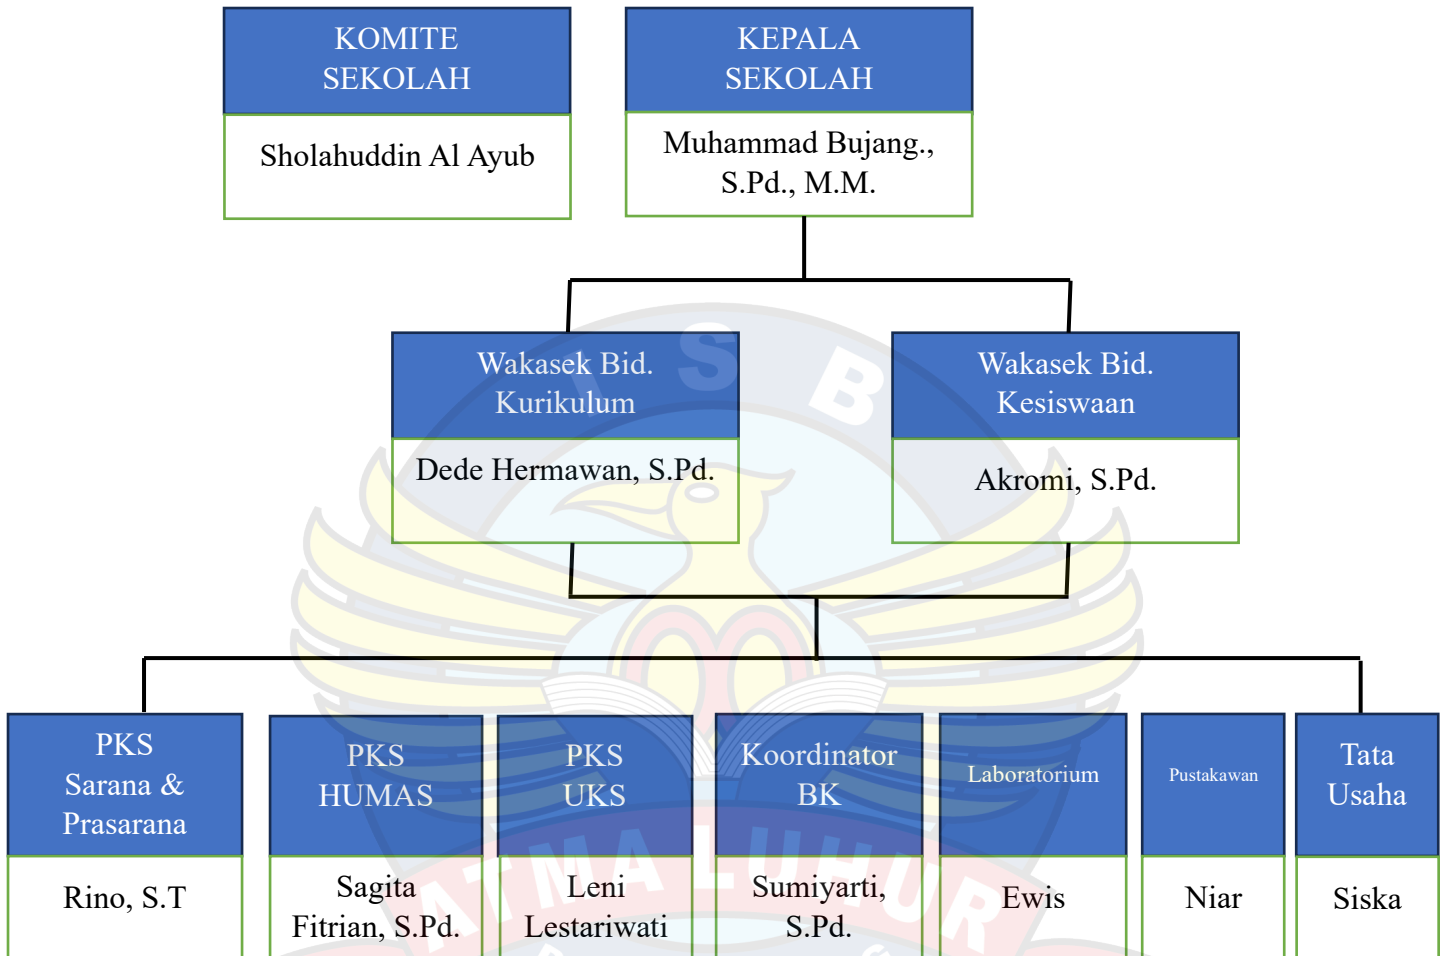 KOMITE
SEKOLAH
Sholahuddin Al Ayub
KEPALA
SEKOLAH
Muhammad Bujang.,
S.Pd., M.M.
Wakasek Bid.
Kurikulum
Dede Hermawan, S.Pd.
Wakasek Bid.
Kesiswaan
Akromi, S.Pd.
PKS
Sarana &
Prasarana
Rino, S.T
PKS
HUMAS
Sagita
Fitrian, S.Pd.
PKS
UKS
Leni
Lestariwati
Koordinator
BK
Sumiyarti,
S.Pd.
Laboratorium
Ewis
Pustakawan
Niar
Tata
Usaha
Siska
I S B
ATMA LUHUR